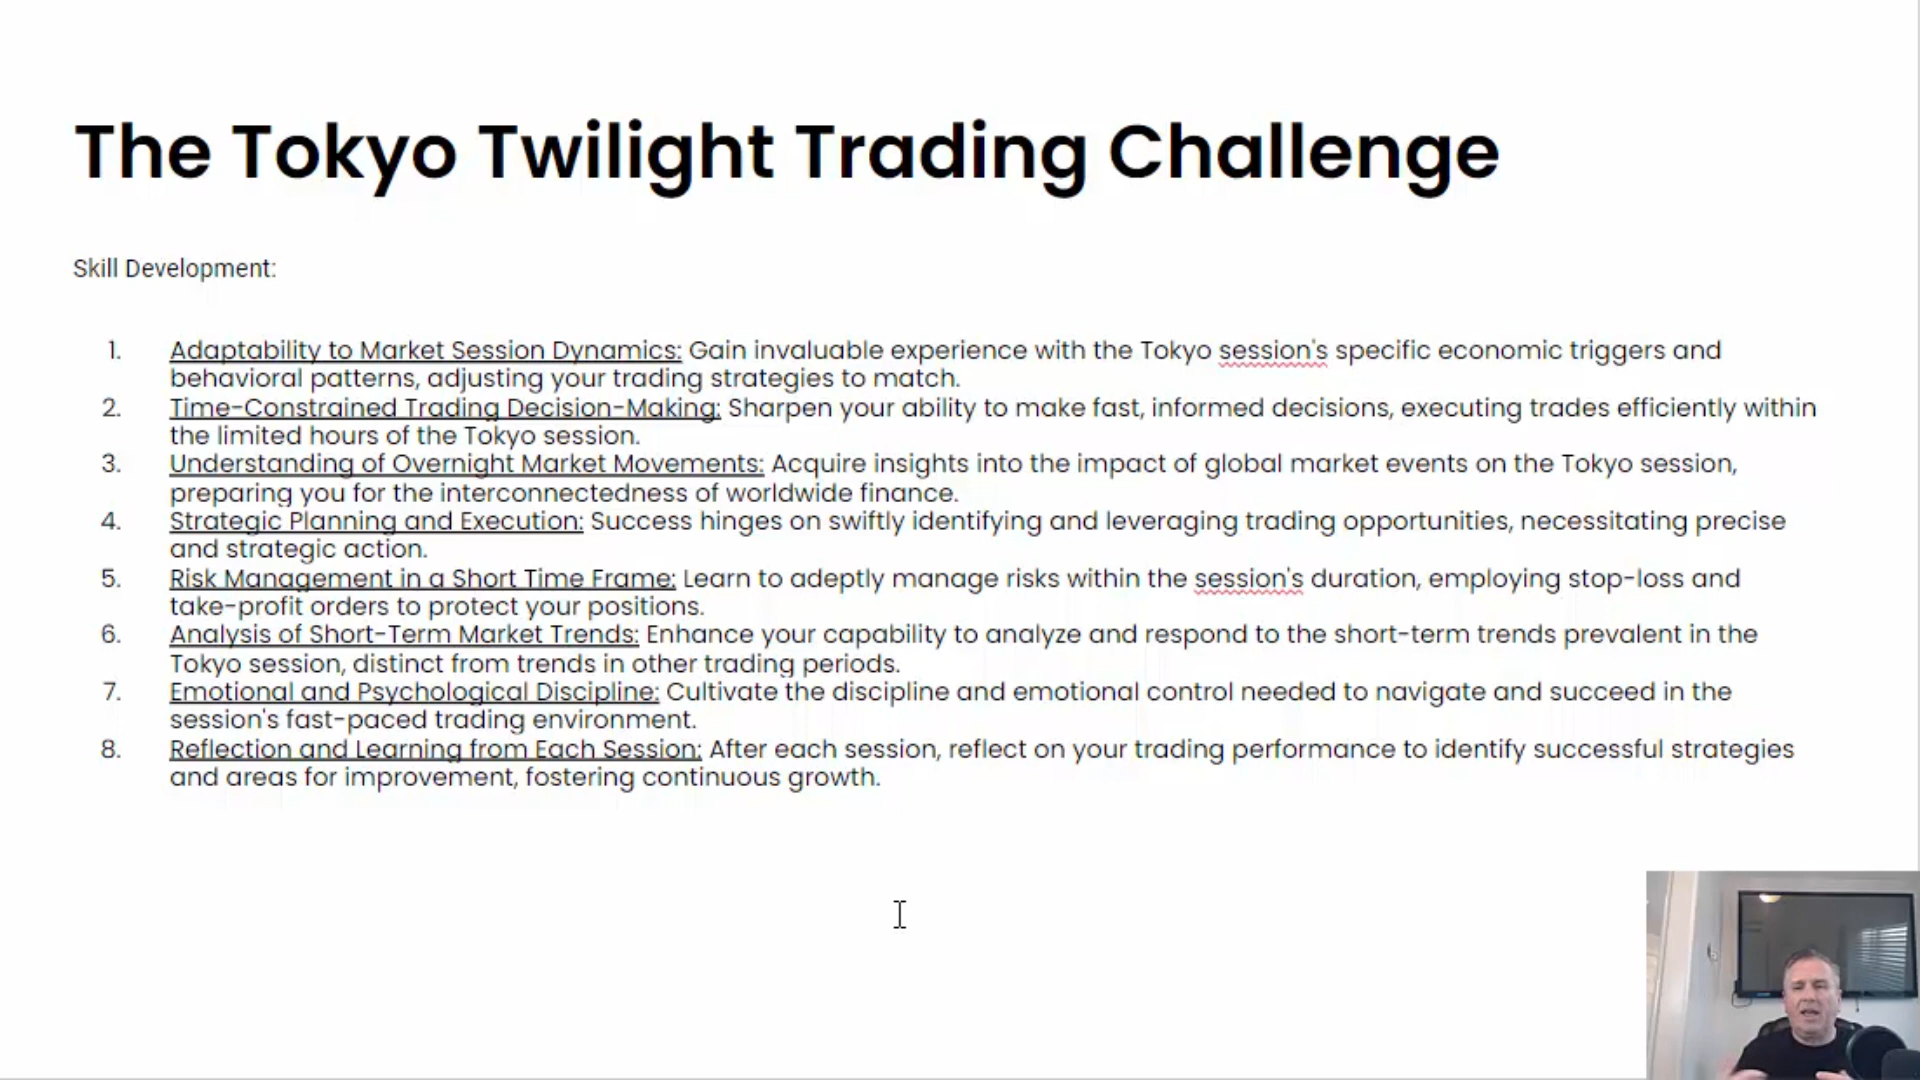 The Tokyo Twilight Trading Challenge
Skill Development:
1. Adaptability to Market Session Dynamics: Gain invaluable experience with the Tokyo session's specific economic triggers and
behavioral patterns, adjusting your trading strategies to match.
2. Time-Constrained Trading Decision-Making: Sharpen your ability to make fast, informed decisions, executing trades efficiently within
the limited hours of the Tokyo session.
3. Understanding of Overnight Market Movements: Acquire insights into the impact of global market events on the Tokyo session,
preparing you for the interconnectedness of worldwide finance.
4. Strategic Planning and Execution: Success hinges on swiftly identifying and leveraging trading opportunities, necessitating precise
and strategic action.
5. Risk Management in a Short Time Frame: Learn to adeptly manage risks within the session's duration, employing stop-loss and
take-profit orders to protect your positions.
6. Analysis of Short-Term Market Trends: Enhance your capability to analyze and respond to the short-term trends prevalent in the
Tokyo session, distinct from trends in other trading periods.
7. Emotional and Psychological Discipline: Cultivate the discipline and emotional control needed to navigate and succeed in the
session's fast-paced trading environment.
8. Reflection and Learning from Each Session: After each session, reflect on your trading performance to identify successful strategies
and areas for improvement, fostering continuous growth.